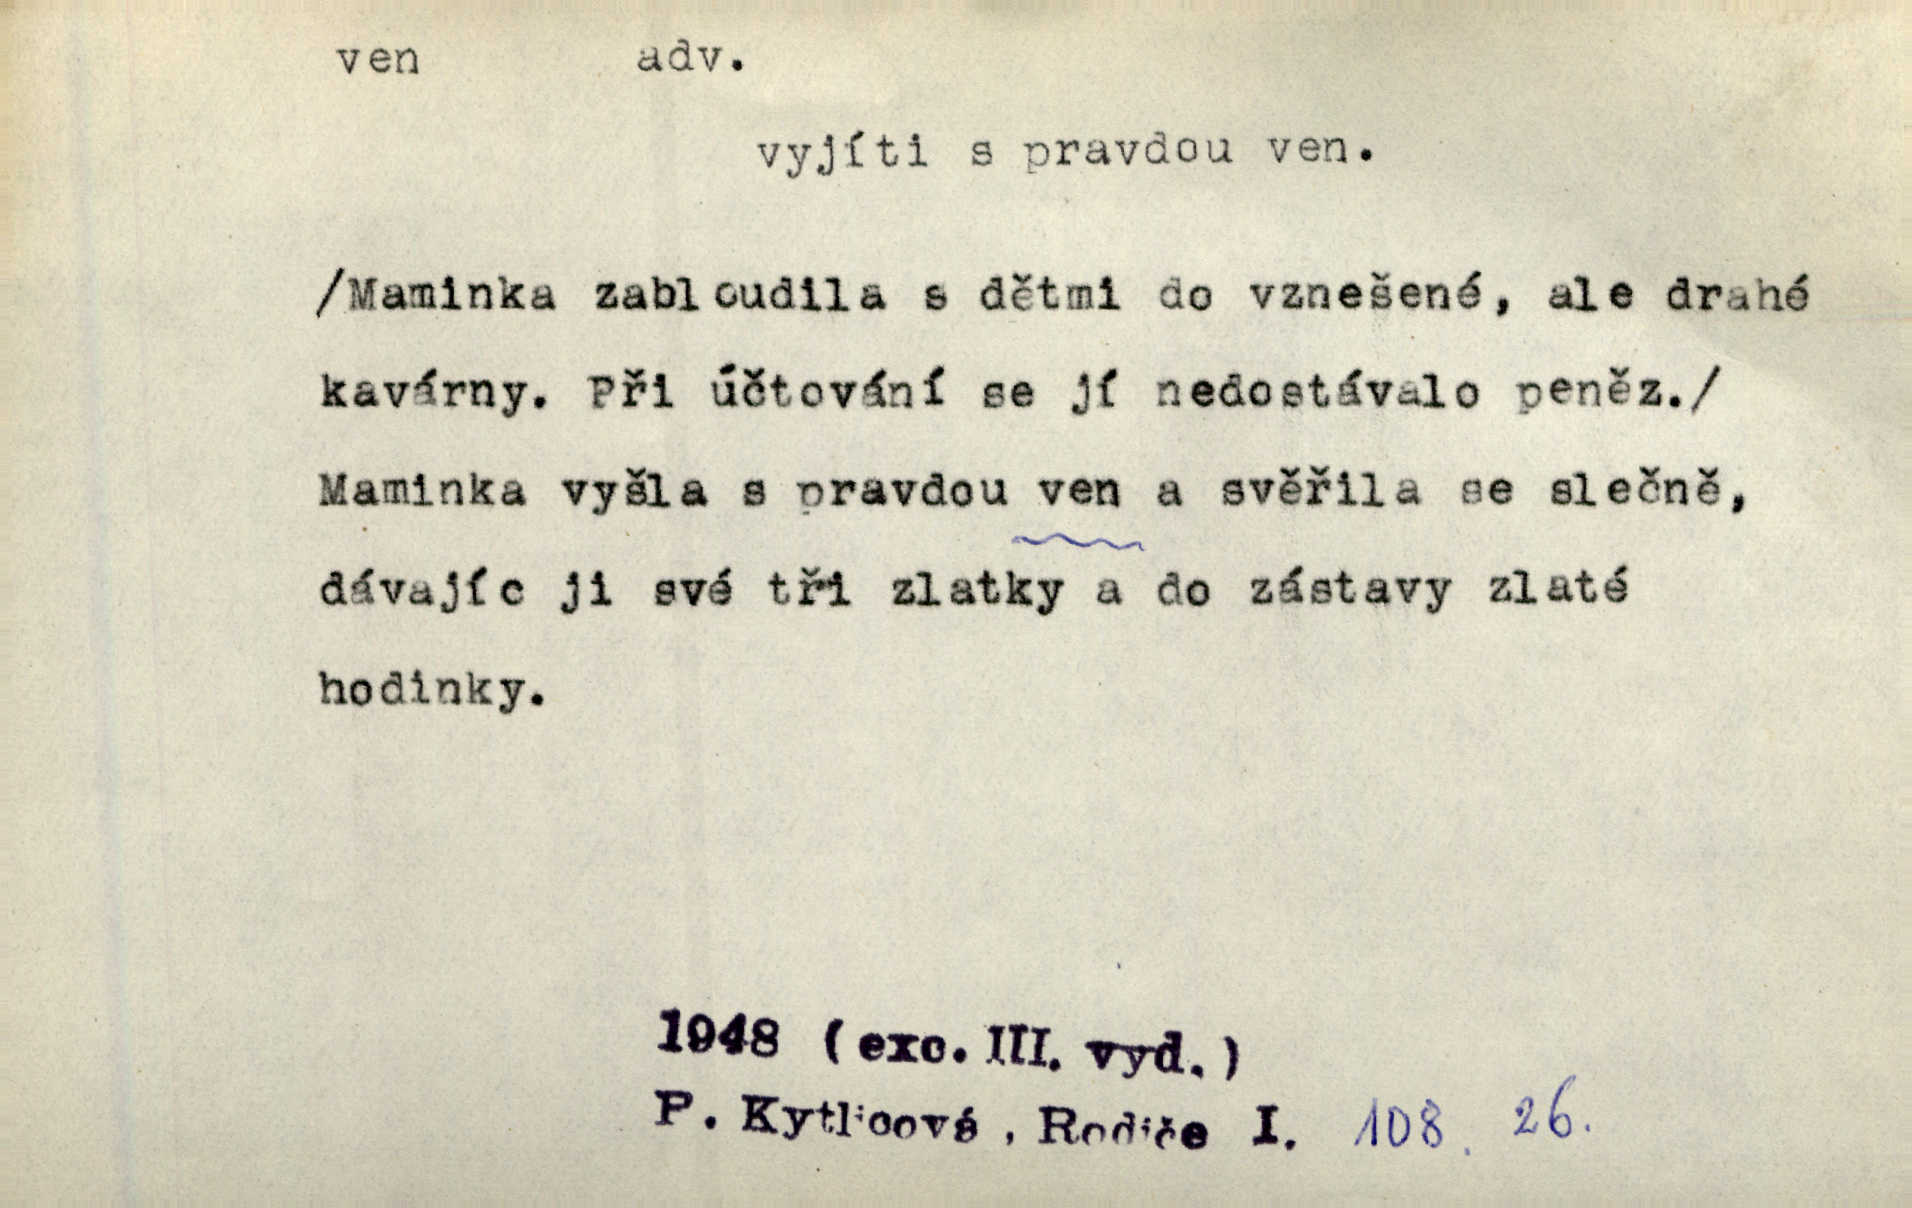 ven adv.
vyjíti s pravdou ven.
/Maminka zabloudila s dětmi do vznešené, ale drahé
kavárny. Při účtování se jí nedostávalo peněz./
Maminka vyšla s pravdou ven a svěřila se slečně,
dávajíc ji své tři zlatky a do zástavy zlaté
hodinky.
1948 (exc. III. vyd.)
P. Kytlicová, Rodiče I. 108. 26.